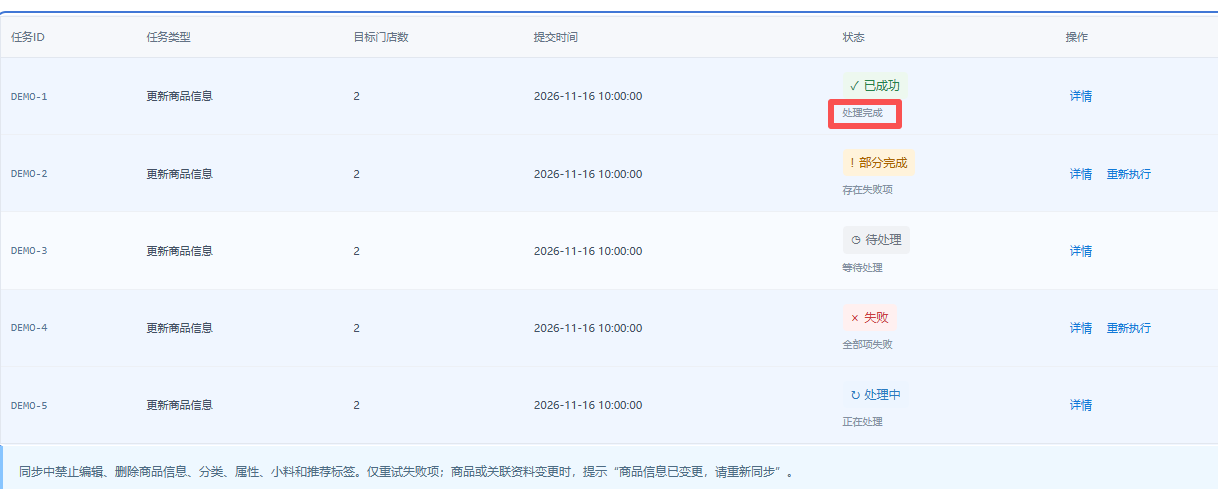 任务ID 任务类型 目标门店数 提交时间 状态 操作
DEMO-1 更新商品信息 2 2026-11-16 10:00:00 ✓ 已成功 详情
处理完成
DEMO-2 更新商品信息 2 2026-11-16 10:00:00 ! 部分完成 详情 重新执行
存在失败项
DEMO-3 更新商品信息 2 2026-11-16 10:00:00 ◷ 待处理 详情
等待处理
DEMO-4 更新商品信息 2 2026-11-16 10:00:00 × 失败 详情 重新执行
全部项失败
DEMO-5 更新商品信息 2 2026-11-16 10:00:00 ↻ 处理中 详情
正在处理
同步中禁止编辑、删除商品信息、分类、属性、小料和推荐标签。仅重试失败项；商品或关联资料变更时，提示“商品信息已变更，请重新同步”。